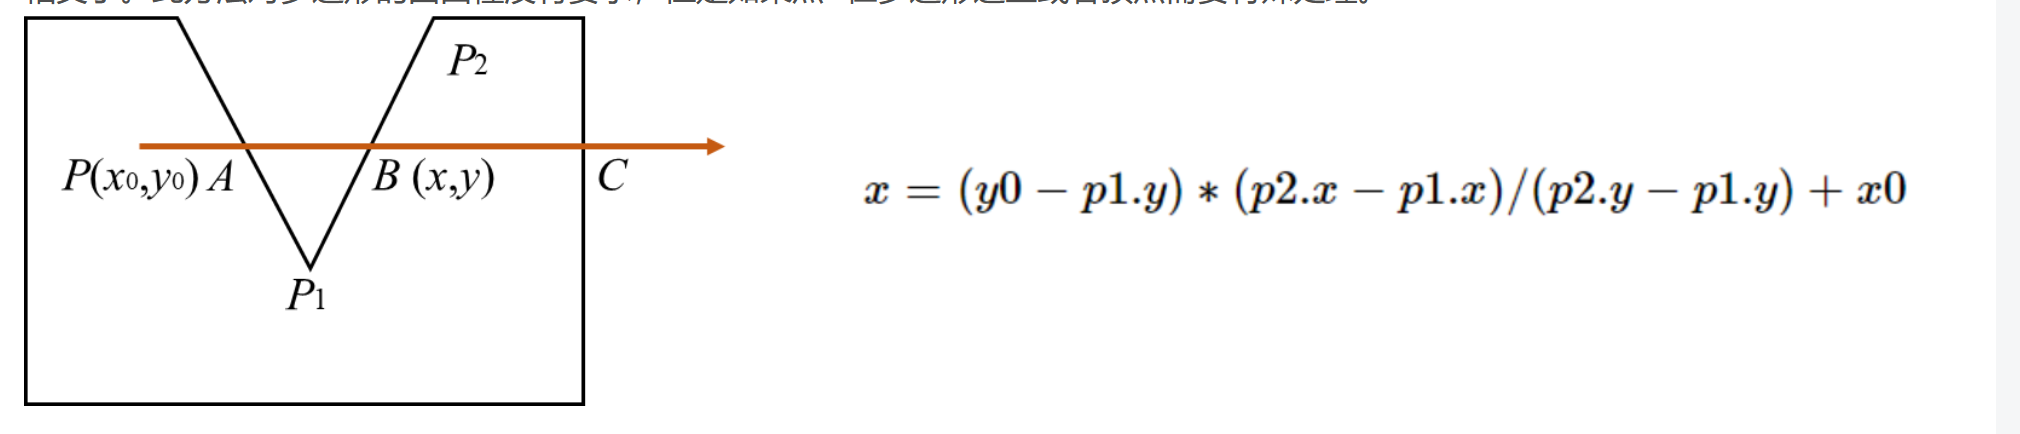 P2
P(x0,y0) A
B (x,y)
C
P1
x = (y0 − p1.y) ∗ (p2.x − p1.x)/(p2.y − p1.y) + x0